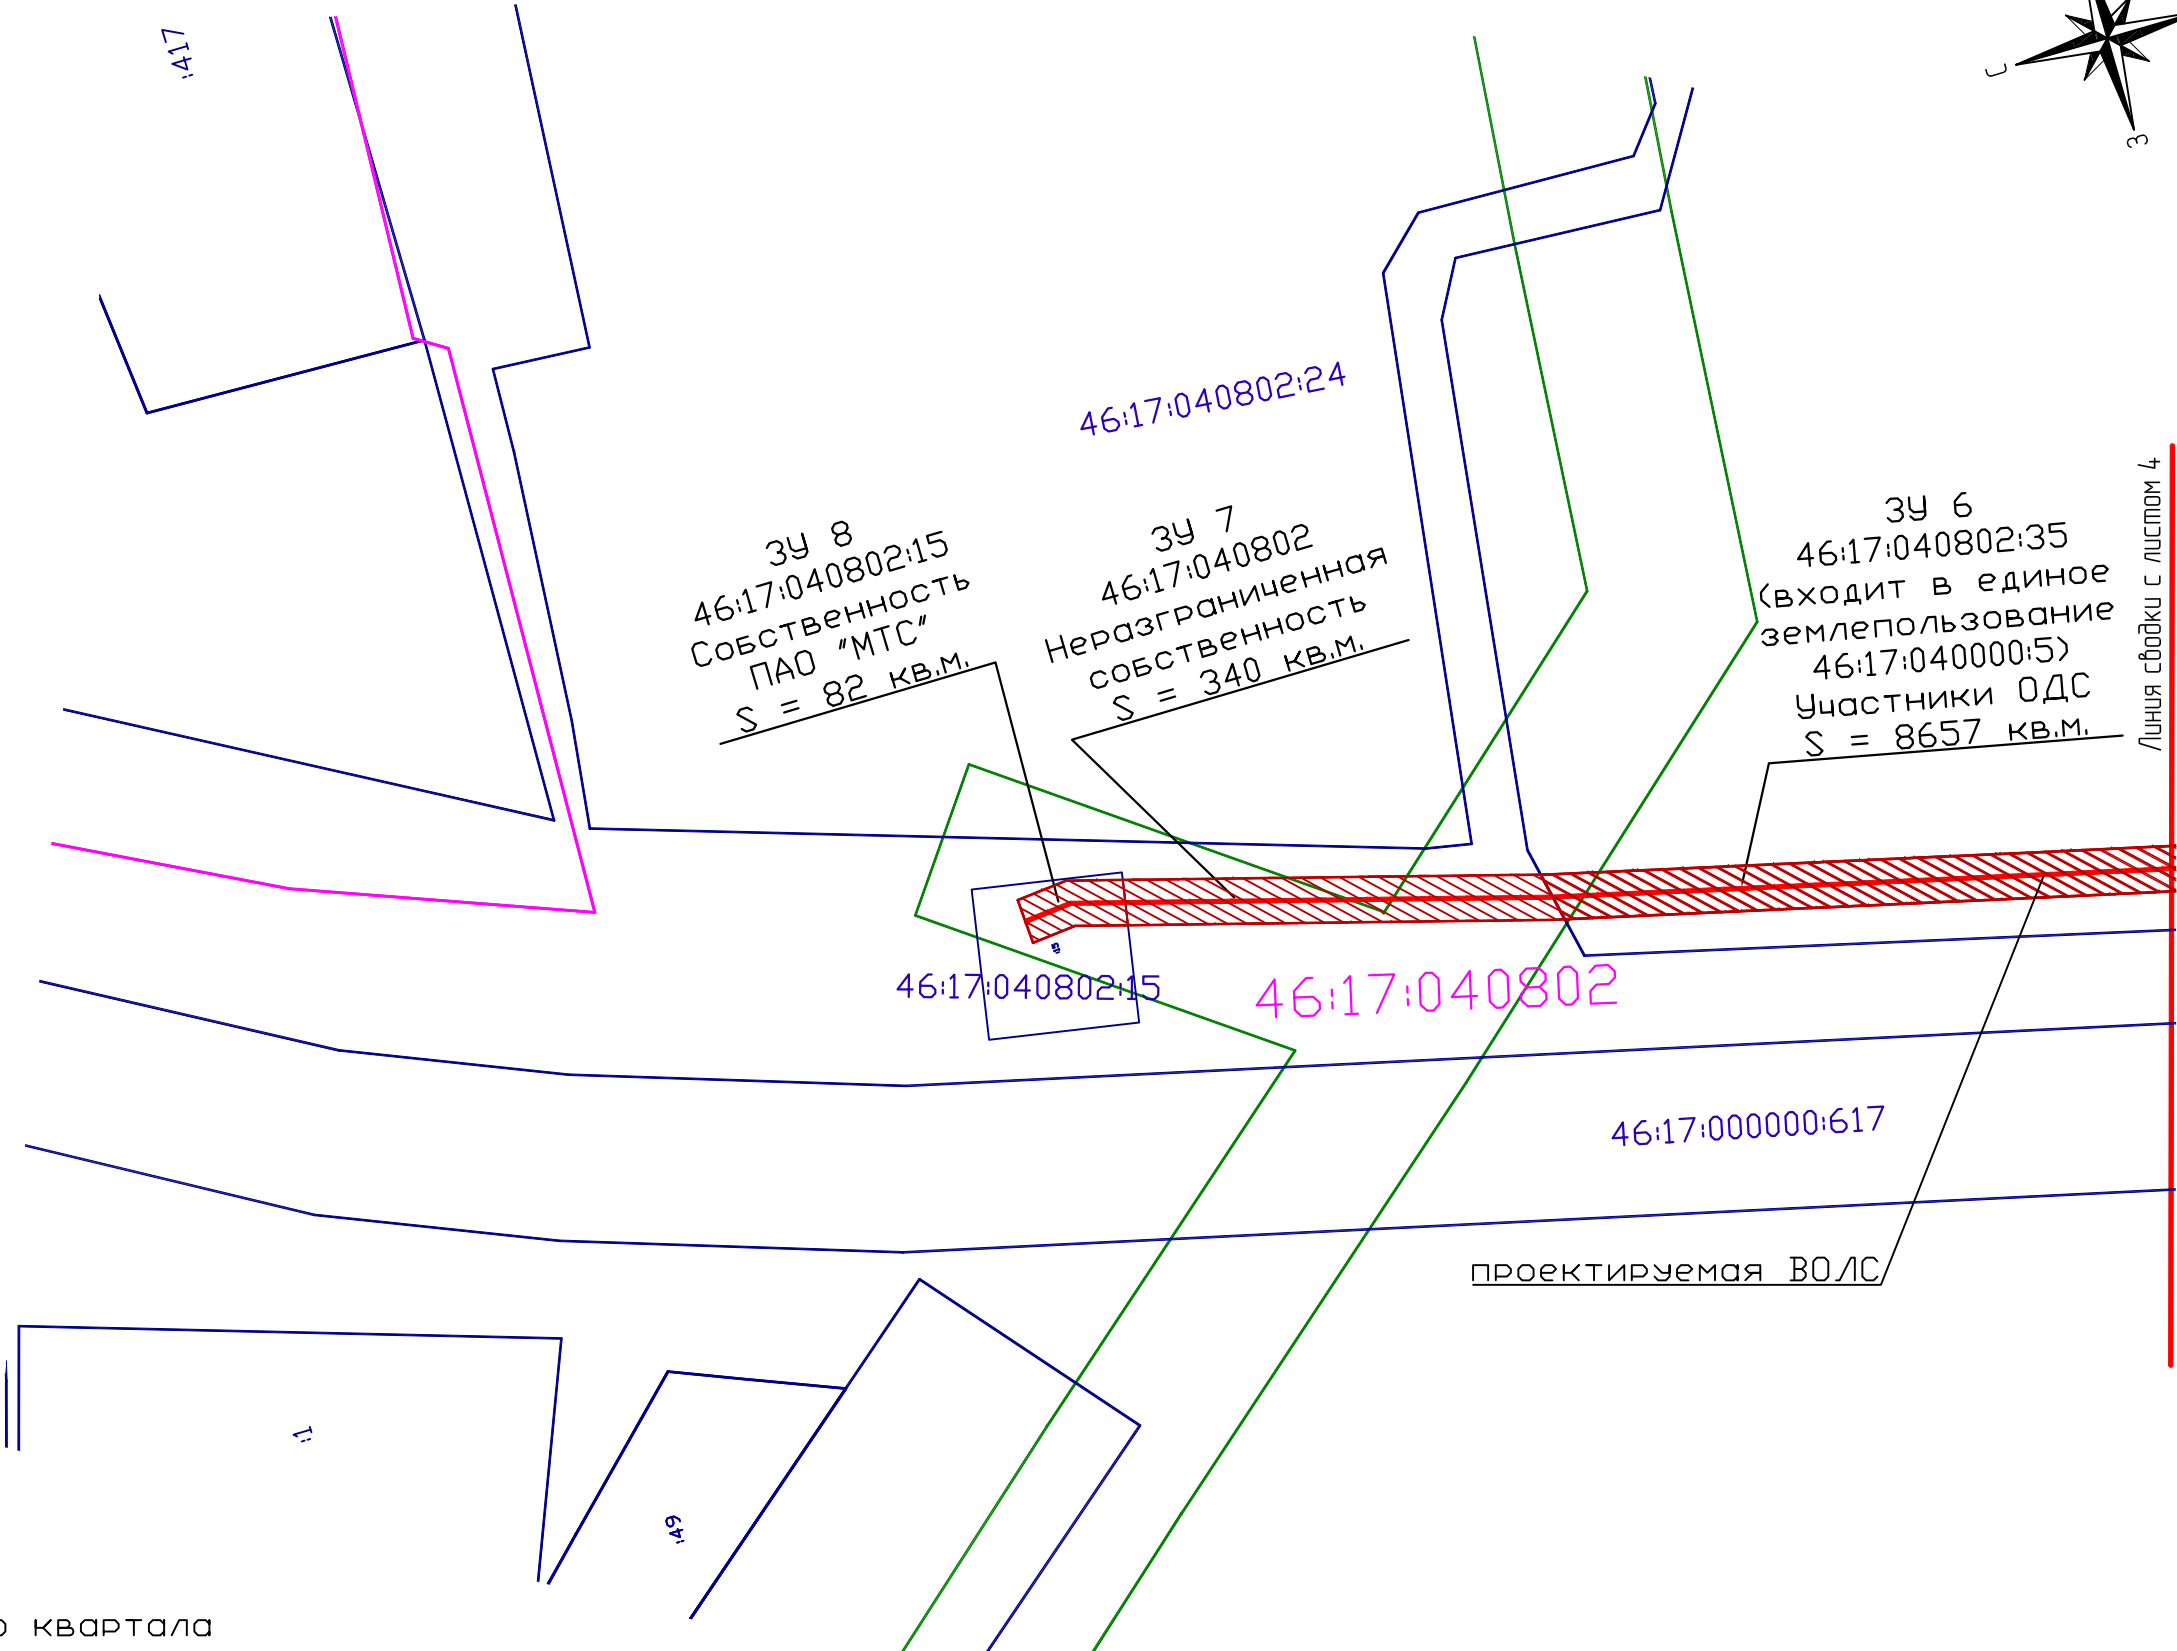 :417
С
З
46:17:040802:24
ЗУ 8
46:17:040802:15
Собственность
ПАО "МТС"
S = 82 кв.м.
ЗУ 7
46:17:040802
Неразграниченная
собственность
S = 340 кв.м.
ЗУ 6
46:17:040802:35
(входит в единое
землепользование
46:17:040000:5)
Участники ОДС
S = 8657 кв.м.
Линия сводки с листом 4
46:17:040802:15
46:17:040802
46:17:000000:617
проектируемая ВОЛС
:1
:49
квартала